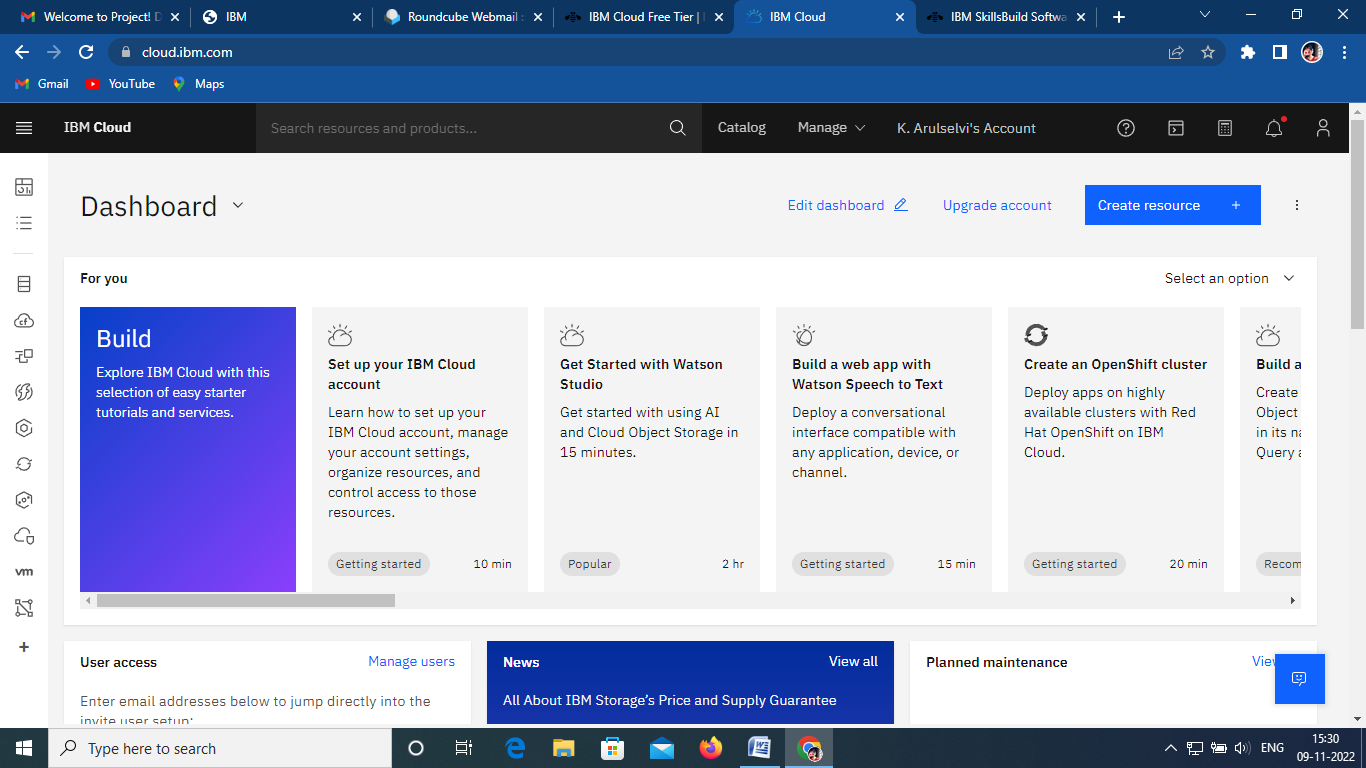 Welcome to Project! D
IBM
Roundcube Webmail :
IBM Cloud Free Tier | I
IBM Cloud
IBM SkillsBuild Softwa
cloud.ibm.com
Gmail
YouTube
Maps
IBM Cloud
Search resources and products...
Catalog
Manage
K. Arulselvi's Account
Dashboard
Edit dashboard
Upgrade account
Create resource
For you
Select an option
Build
Explore IBM Cloud with this
selection of easy starter
tutorials and services.
Set up your IBM Cloud
account
Learn how to set up your
IBM Cloud account, manage
your account settings,
organize resources, and
control access to those
resources.
Getting started
10 min
Get Started with Watson
Studio
Get started with using AI
and Cloud Object Storage in
15 minutes.
Popular
2 hr
Build a web app with
Watson Speech to Text
Deploy a conversational
interface compatible with
any application, device, or
channel.
Getting started
15 min
Create an OpenShift cluster
Deploy apps on highly
available clusters with Red
Hat OpenShift on IBM
Cloud.
Getting started
20 min
Build a
Create
Object
in its na
Query a
Recom
vm
User access
Manage users
Enter email addresses below to jump directly into the
invite user setup:
News
View all
All About IBM Storage's Price and Supply Guarantee
Planned maintenance
View
Type here to search
ENG
15:30
09-11-2022